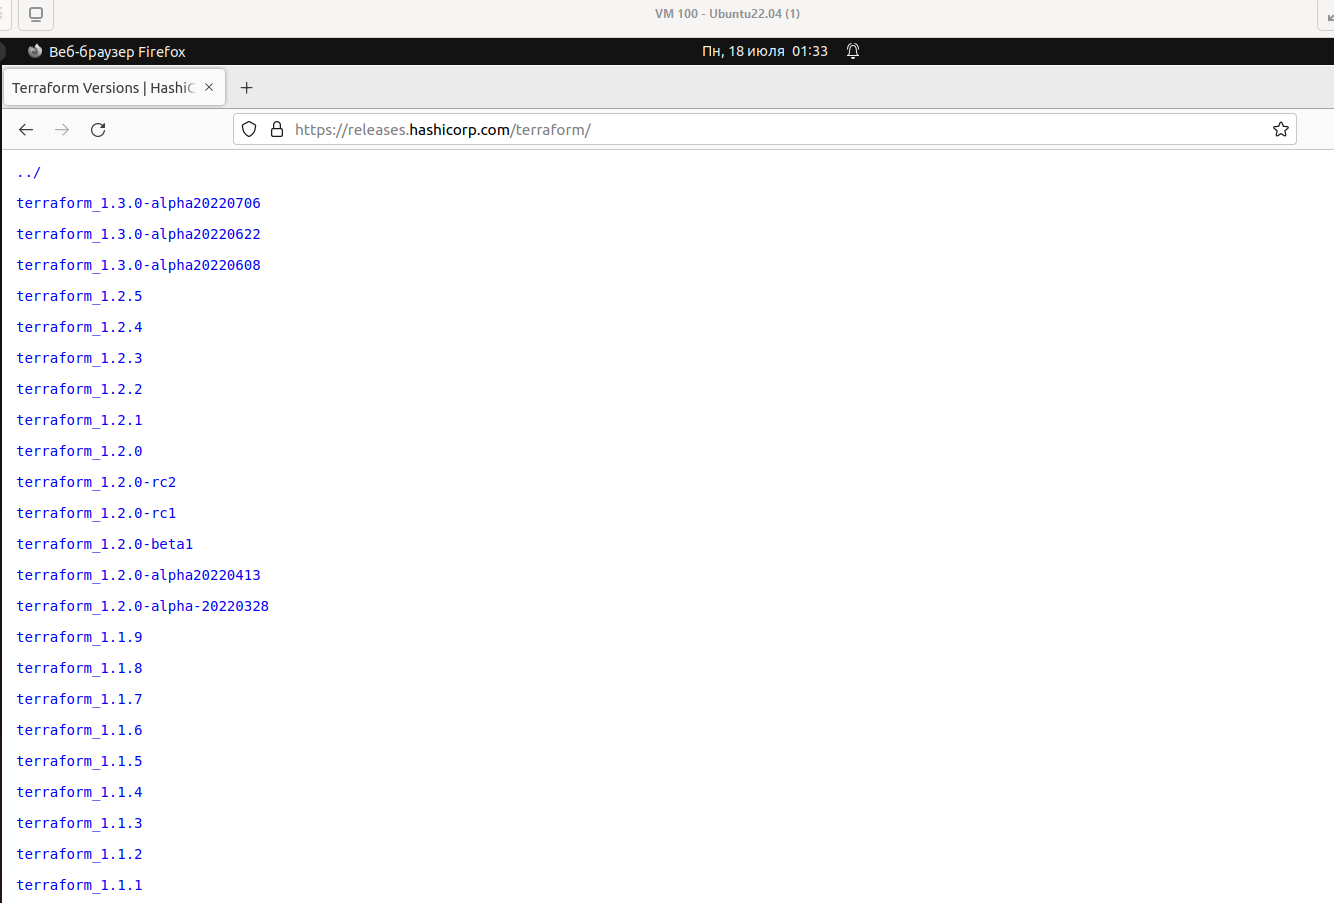 VM 100 - Ubuntu22.04 (1)
Веб-браузер Firefox
Пн, 18 июля 01:33
Terraform Versions | HashiC
https://releases.hashicorp.com/terraform/
../
terraform_1.3.0-alpha20220706
terraform_1.3.0-alpha20220622
terraform_1.3.0-alpha20220608
terraform_1.2.5
terraform_1.2.4
terraform_1.2.3
terraform_1.2.2
terraform_1.2.1
terraform_1.2.0
terraform_1.2.0-rc2
terraform_1.2.0-rc1
terraform_1.2.0-beta1
terraform_1.2.0-alpha20220413
terraform_1.2.0-alpha-20220328
terraform_1.1.9
terraform_1.1.8
terraform_1.1.7
terraform_1.1.6
terraform_1.1.5
terraform_1.1.4
terraform_1.1.3
terraform_1.1.2
terraform_1.1.1